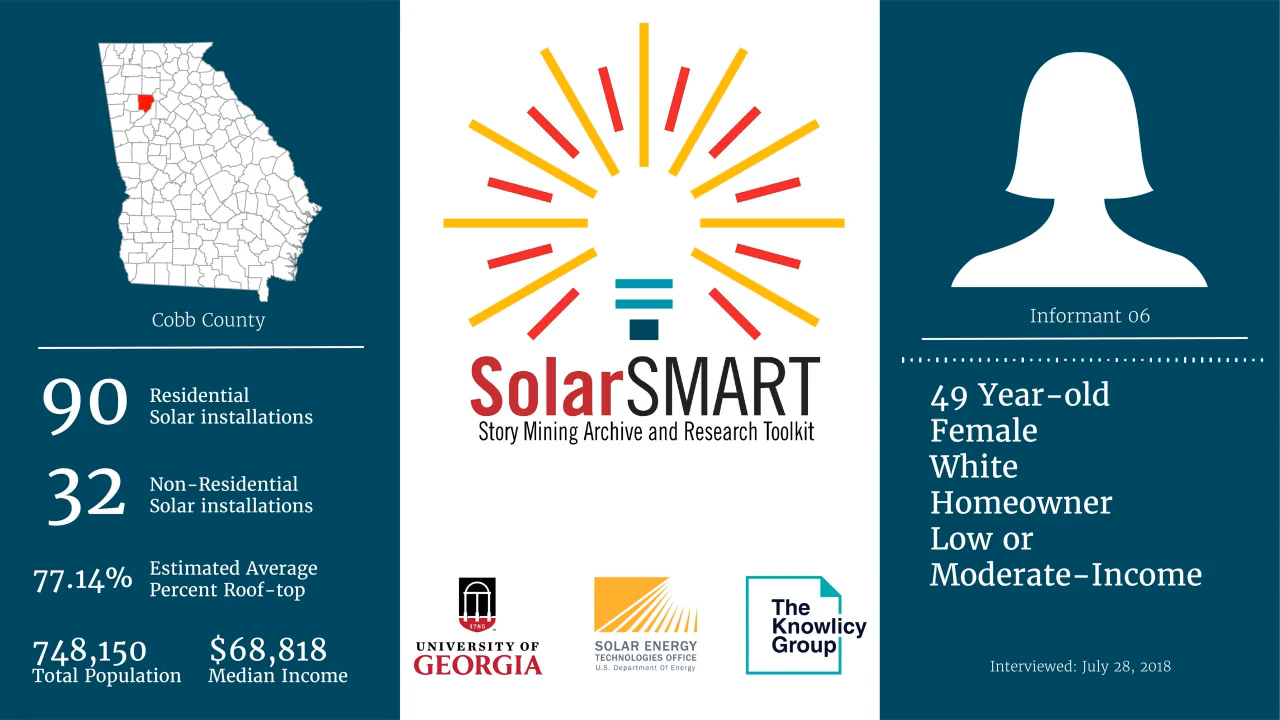 Cobb County
90
Residential
Solar installations
32
Non-Residential
Solar installations
77.14%
Estimated Average
Percent Roof-top
748,150
Total Population
$68,818
Median Income
SolarSMART
Story Mining Archive and Research Toolkit
1785
UNIVERSITY OF
GEORGIA
SOLAR ENERGY
TECHNOLOGIES OFFICE
U.S. Department Of Energy
The
Knowlicy
Group
Informant 06
49 Year-old
Female
White
Homeowner
Low or
Moderate-Income
Interviewed: July 28, 2018